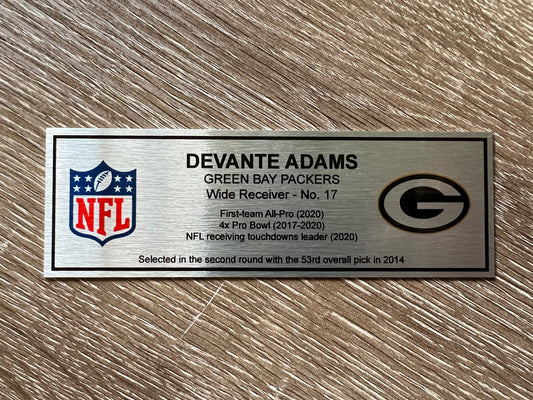 DEVANTE ADAMS
GREEN BAY PACKERS
Wide Receiver - No. 17
First-team All-Pro (2020)
4x Pro Bowl (2017-2020)
NFL receiving touchdowns leader (2020)
Selected in the second round with the 53rd overall pick in 2014
NFL
G